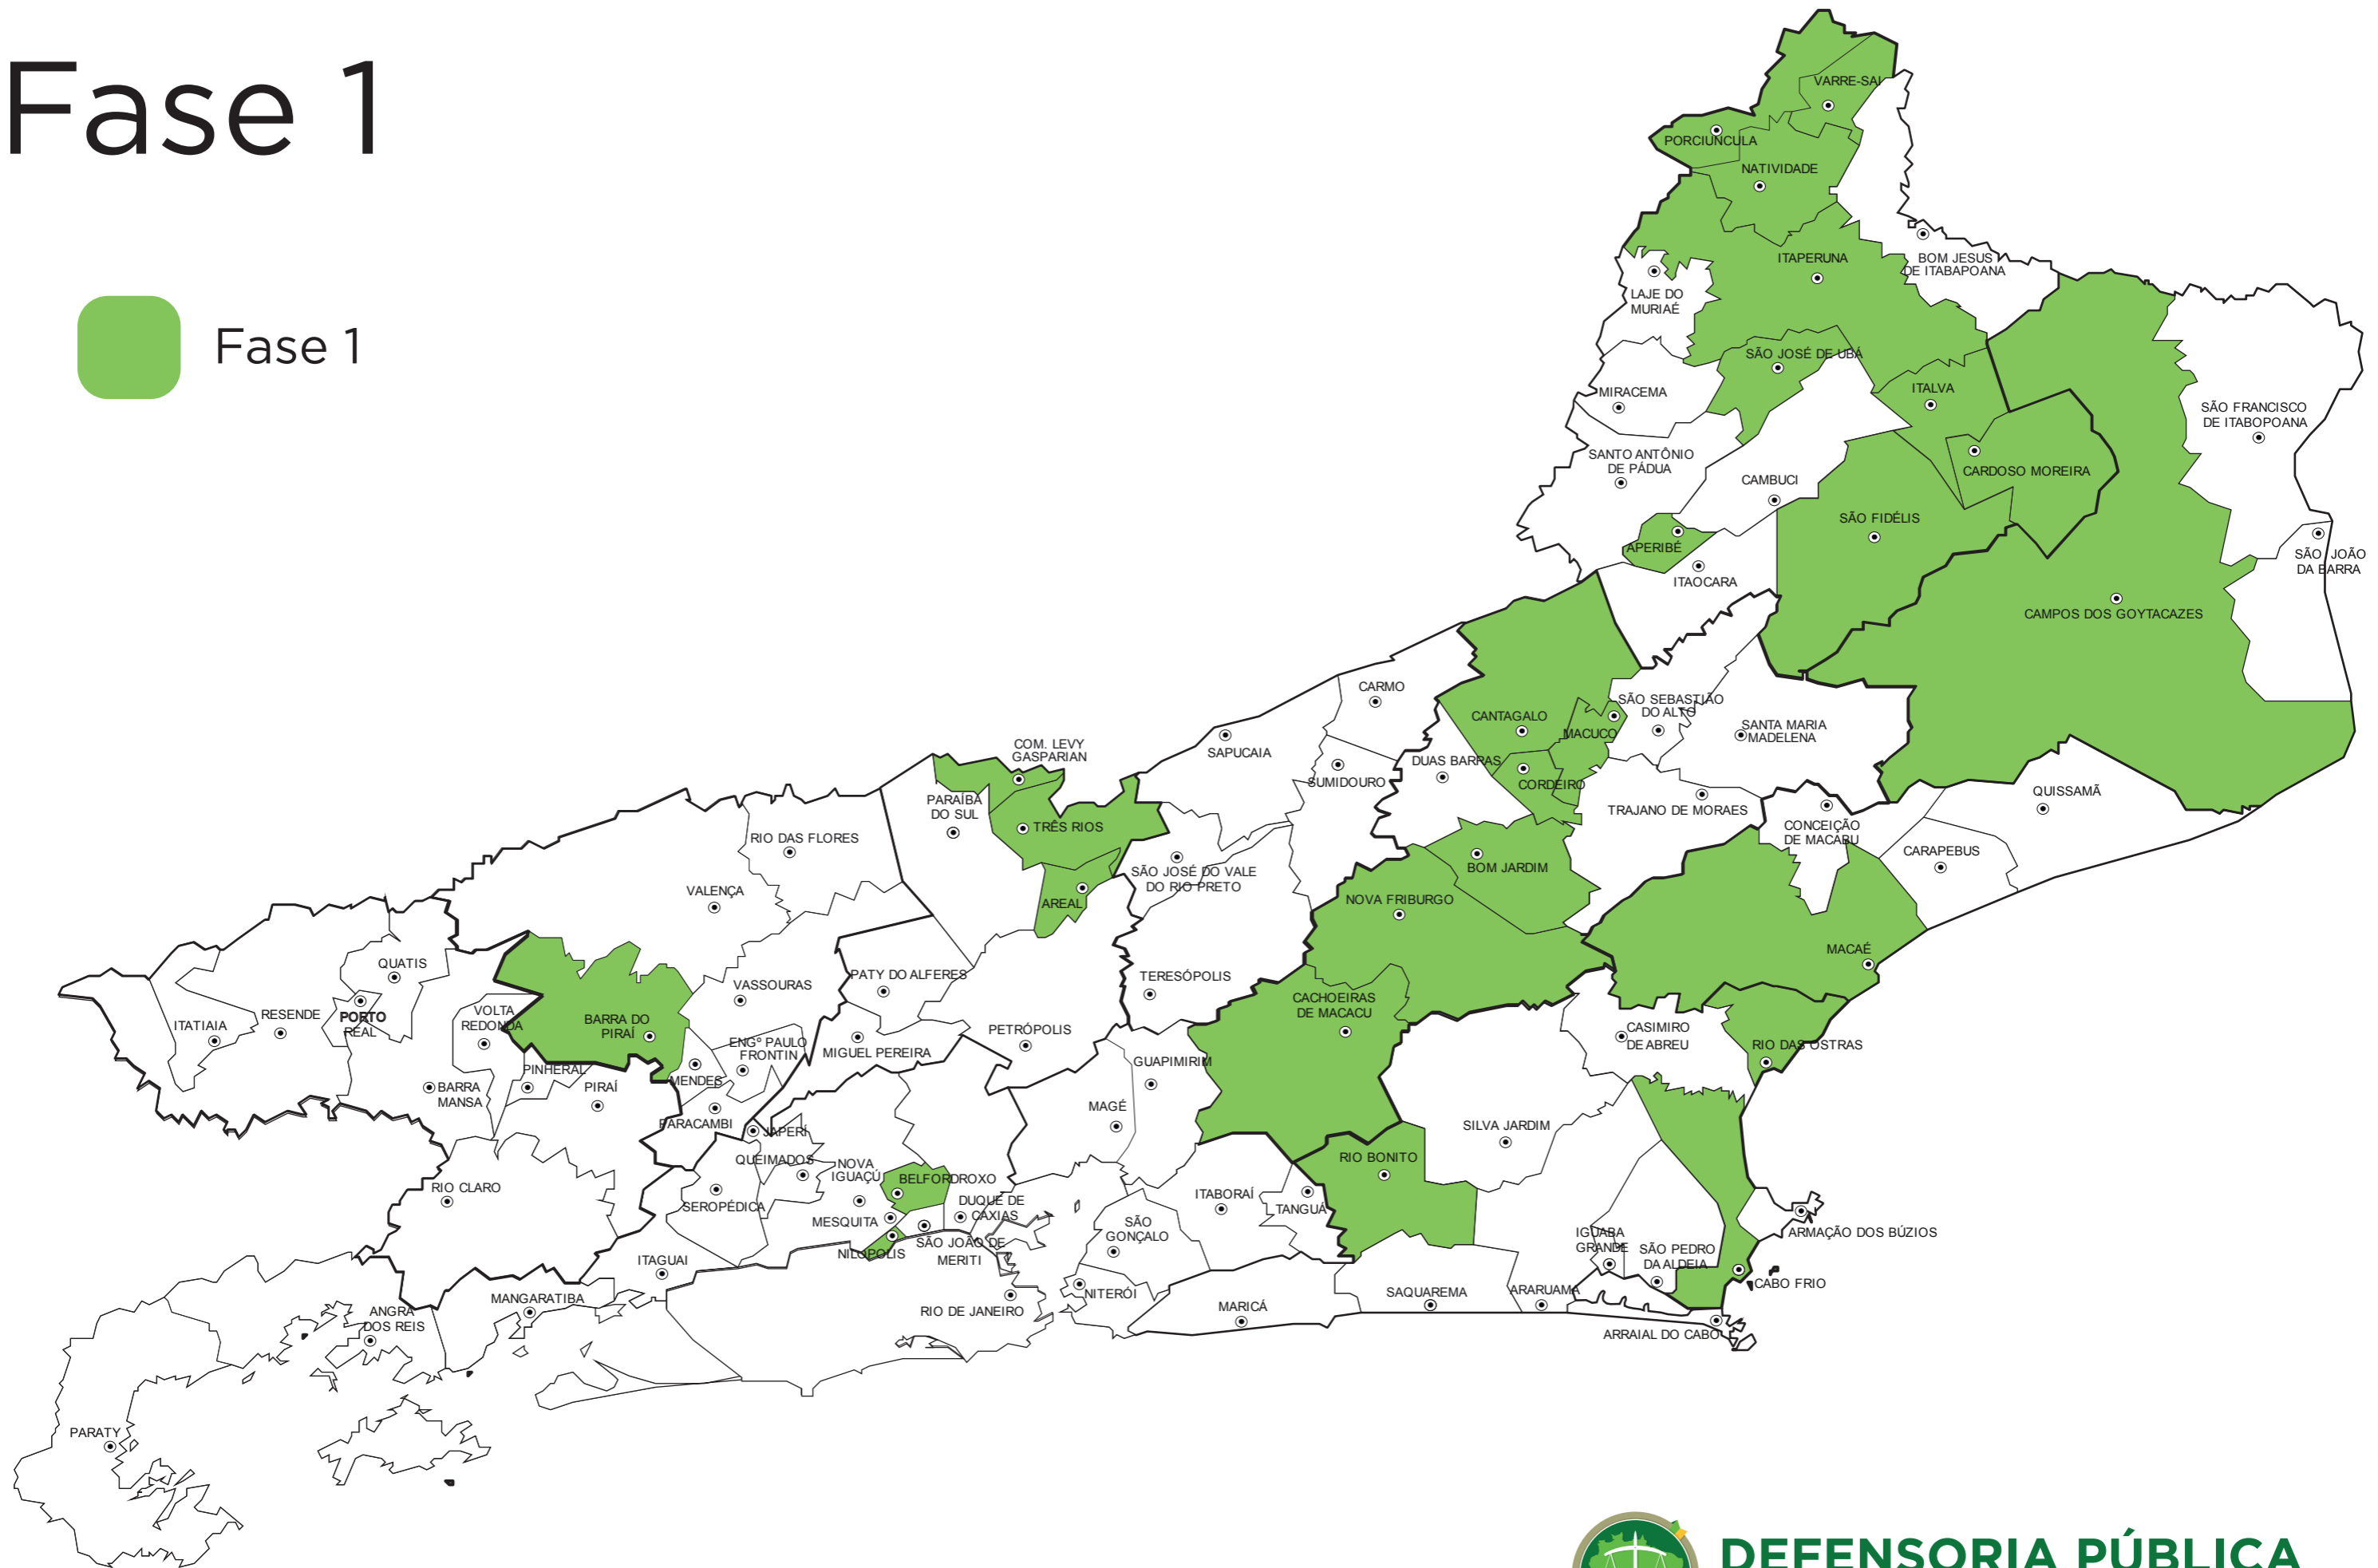 Fase 1
Fase 1
VARRE-SAI
PORCIUNCULA
NATIVIDADE
ITAPERUNA
BOM JESUS
DE ITABAPOANA
LAJE DO
MURIAÉ
SÃO JOSÉ DE UBÁ
ITALVA
MIRACEMA
SÃO FRANCISCO
DE ITABOPOANA
SANTO ANTÔNIO
DE PÁDUA
CARDOSO MOREIRA
CAMBUCI
SÃO FIDÉLIS
APERIBÉ
SÃO JOÃO
DA BARRA
ITAOCARA
CAMPOS DOS GOYTACAZES
CARMO
SÃO SEBASTIÃO
DO ALTO
CANTAGALO
MACUCO
SANTA MARIA
MADELENA
COM. LEVY
GASPARIAN
SAPUCAIA
DUAS BARRAS
SUMIDOURO
CORDEIRO
QUISSAMÃ
PARAÍBA
DO SUL
TRÊS RIOS
TRAJANO DE MORAES
CONCEIÇÃO
DE MACABU
RIO DAS FLORES
CARAPEBUS
SÃO JOSÉ DO VALE
DO RIO PRETO
BOM JARDIM
VALENÇA
AREAL
NOVA FRIBURGO
MACAÉ
QUATIS
PATY DO ALFERES
TERESÓPOLIS
VASSOURAS
CACHOEIRAS
DE MACACU
RESENDE
PORTO
REAL
VOLTA
REDONDA
BARRA DO
PIRAÍ
ITATIAIA
PETRÓPOLIS
CASIMIRO
DE ABREU
RIO DAS OSTRAS
ENGº PAULO
FRONTIN
MIGUEL PEREIRA
GUAPIMIRIM
PINHERAL
MENDES
BARRA
MANSA
PIRAÍ
MAGÉ
PARACAMBI
JAPERÍ
SILVA JARDIM
QUEIMADOS
NOVA
IGUAÇÚ
RIO BONITO
BELFORDROXO
RIO CLARO
SEROPÉDICA
DUQUE DE
CAXIAS
ITABORAÍ
TANGUÁ
MESQUITA
SÃO
GONÇALO
ARMAÇÃO DOS BÚZIOS
IGUABA
GRANDE
NILOPOLIS
SÃO JOÃO DE
MERITI
SÃO PEDRO
DA ALDEIA
ITAGUAI
CABO FRIO
NITERÓI
SAQUAREMA
ARARUAMA
MANGARATIBA
RIO DE JANEIRO
MARICÁ
ANGRA
DOS REIS
ARRAIAL DO CABO
PARATY
DEFENSORIA PÚBLICA